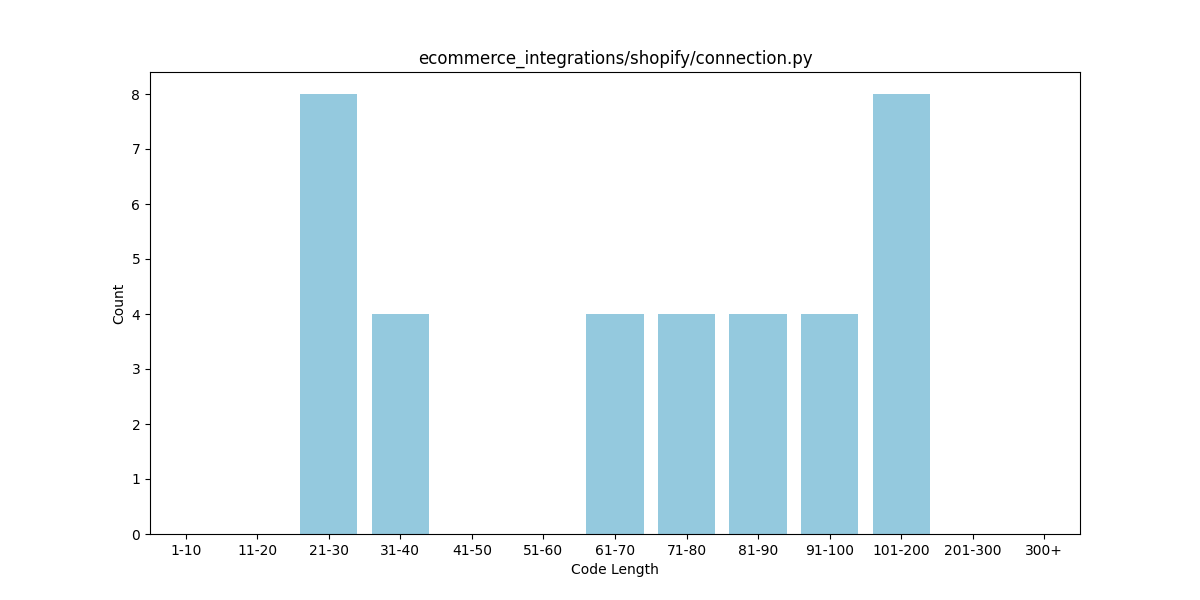 ecommerce_integrations/shopify/connection.py
8
7
6
5
4
3
2
1
0
Count
1-10 11-20 21-30 31-40 41-50 51-60 61-70 71-80 81-90 91-100 101-200 201-300 300+
Code Length